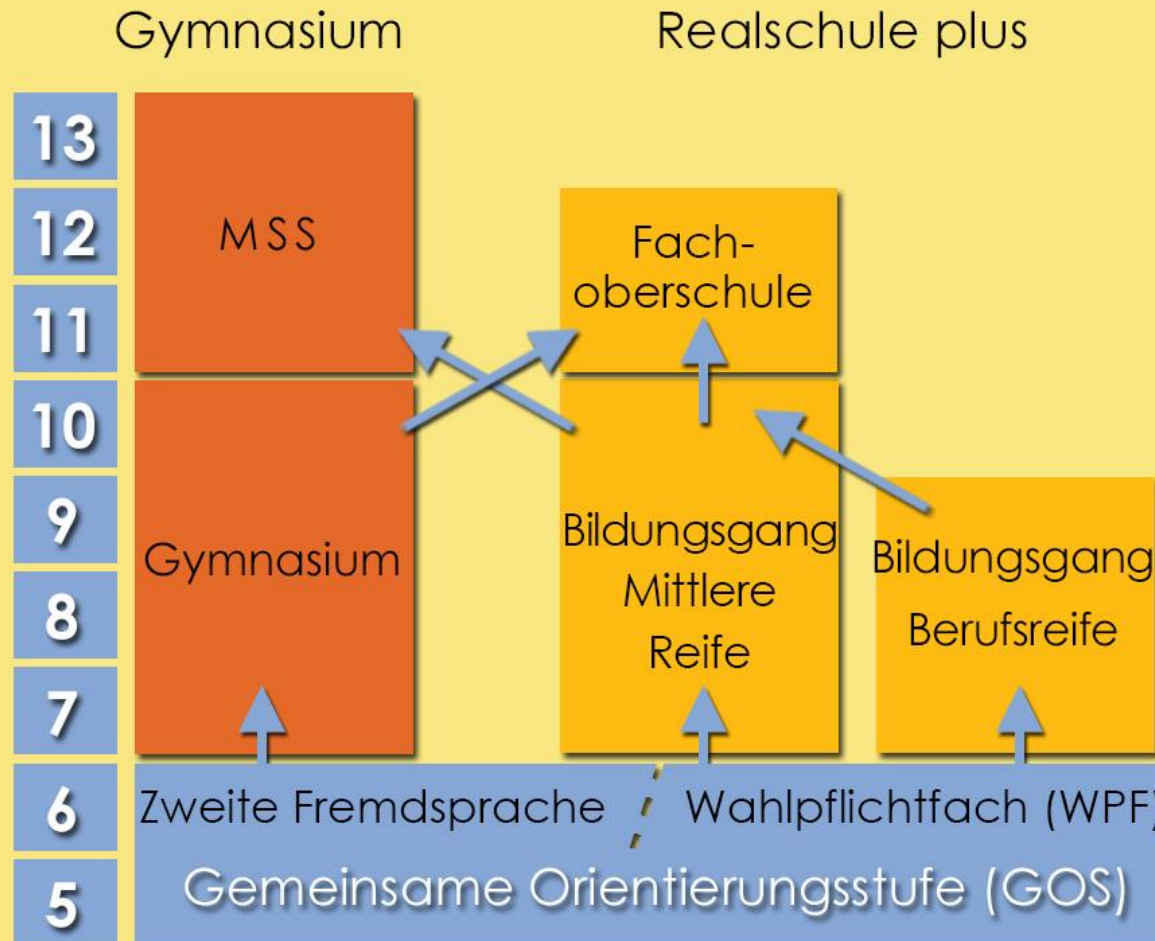 Gymnasium
Realschule plus
13
12
11
10
9
8
7
6
5
MSS
Gymnasium
Fach-
oberschule
Bildungsgang
Mittlere
Reife
Bildungsgang
Berufsreife
Zweite Fremdsprache
Wahlpflichtfach (WPF)
Gemeinsame Orientierungsstufe (GOS)